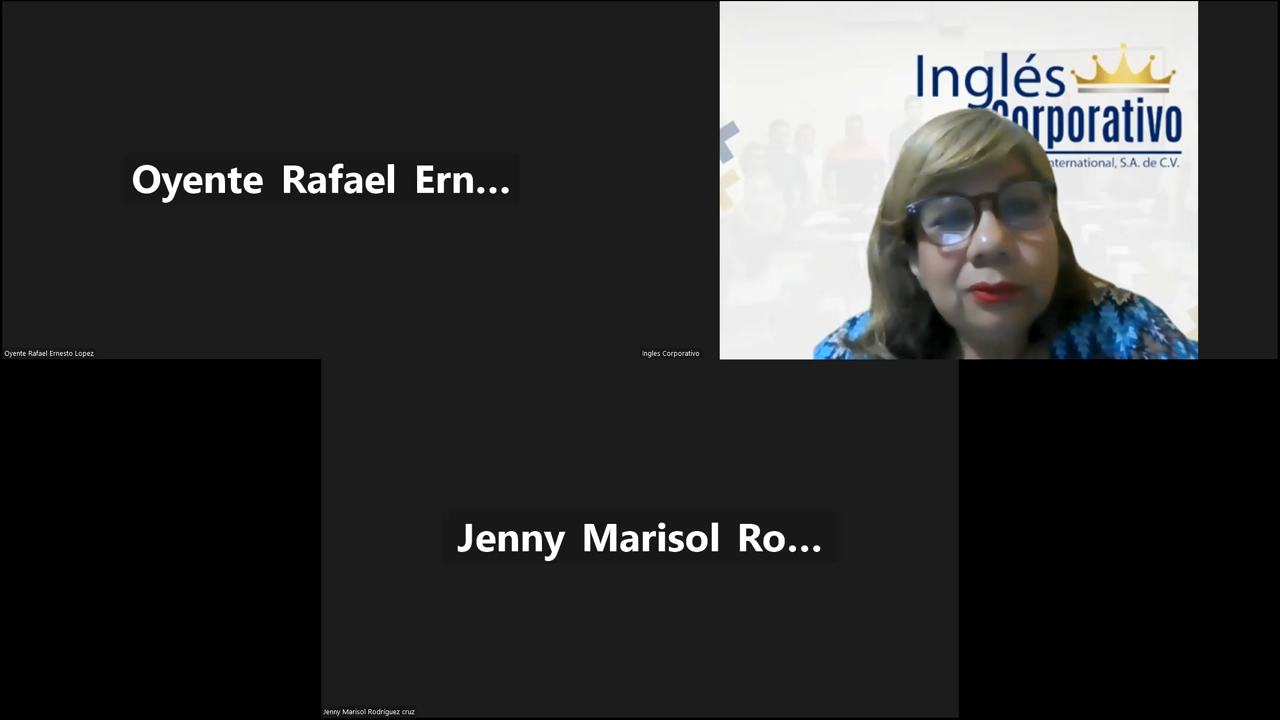 Oyente Rafael Ern...
Oyente Rafael Ernesto Lopez
Inglés
Corporativo
International, S.A. de C.V.
Ingles Corporativo
Jenny Marisol Ro...
Jenny Marisol Rodríguez cruz